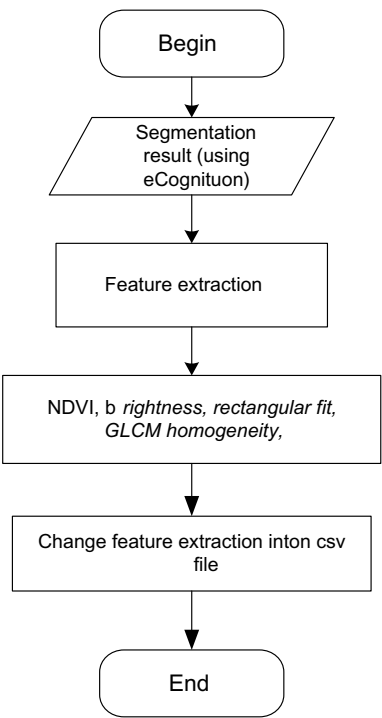 Begin
Segmentation
result (using
eCognituon)
Feature extraction
NDVI, b rightness, rectangular fit,
GLCM homogeneity,
Change feature extraction inton csv
file
End